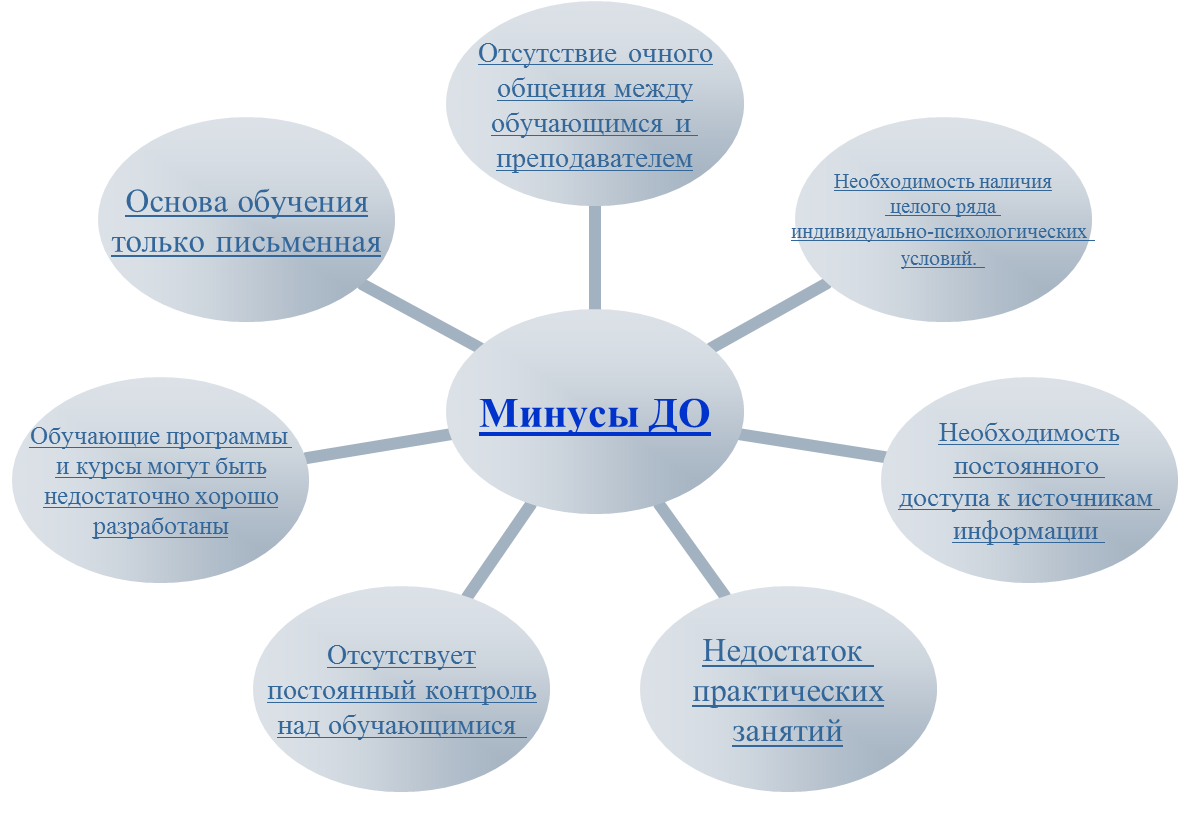 Отсутствие очного
общения между
обучающимся и
преподавателем
Необходимость наличия
целого ряда
индивидуально-психологических
условий.
Необходимость
постоянного
доступа к источникам
информации
Недостаток
практических
занятий
Отсутствует
постоянный контроль
над обучающимися
Обучающие программы
и курсы могут быть
недостаточно хорошо
разработаны
Основа обучения
только письменная
Минусы ДО